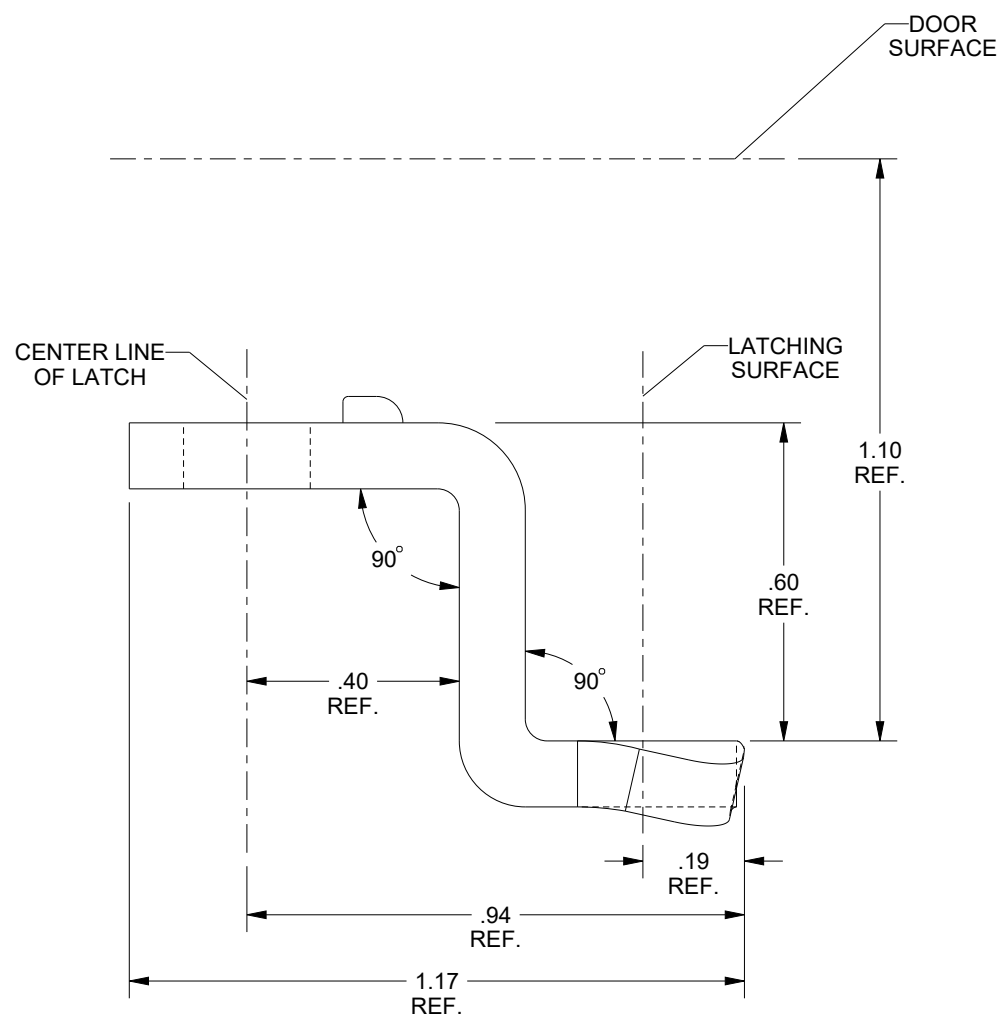 DOOR
SURFACE
CENTER LINE
OF LATCH
LATCHING
SURFACE
1.10
REF.
90°
.60
REF.
.40
REF.
90°
.19
REF.
.94
REF.
1.17
REF.